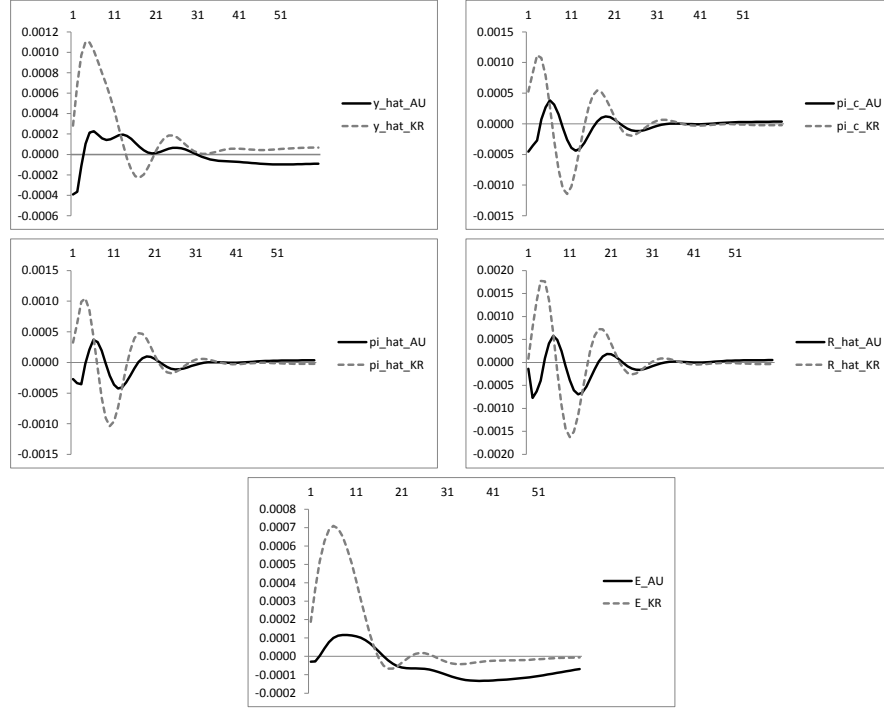 1 11 21 31 41 51
0.0012
0.0010
0.0008
0.0006
0.0004
0.0002
0.0000
-0.0002
-0.0004
-0.0006
y_hat_AU
y_hat_KR
1 11 21 31 41 51
0.0015
0.0010
0.0005
0.0000
-0.0005
-0.0010
-0.0015
pi_c_AU
pi_c_KR
1 11 21 31 41 51
0.0015
0.0010
0.0005
0.0000
-0.0005
-0.0010
-0.0015
pi_hat_AU
pi_hat_KR
1 11 21 31 41 51
0.0020
0.0015
0.0010
0.0005
0.0000
-0.0005
-0.0010
-0.0015
-0.0020
R_hat_AU
R_hat_KR
1 11 21 31 41 51
0.0008
0.0007
0.0006
0.0005
0.0004
0.0003
0.0002
0.0001
0.0000
-0.0001
-0.0002
E_AU
E_KR